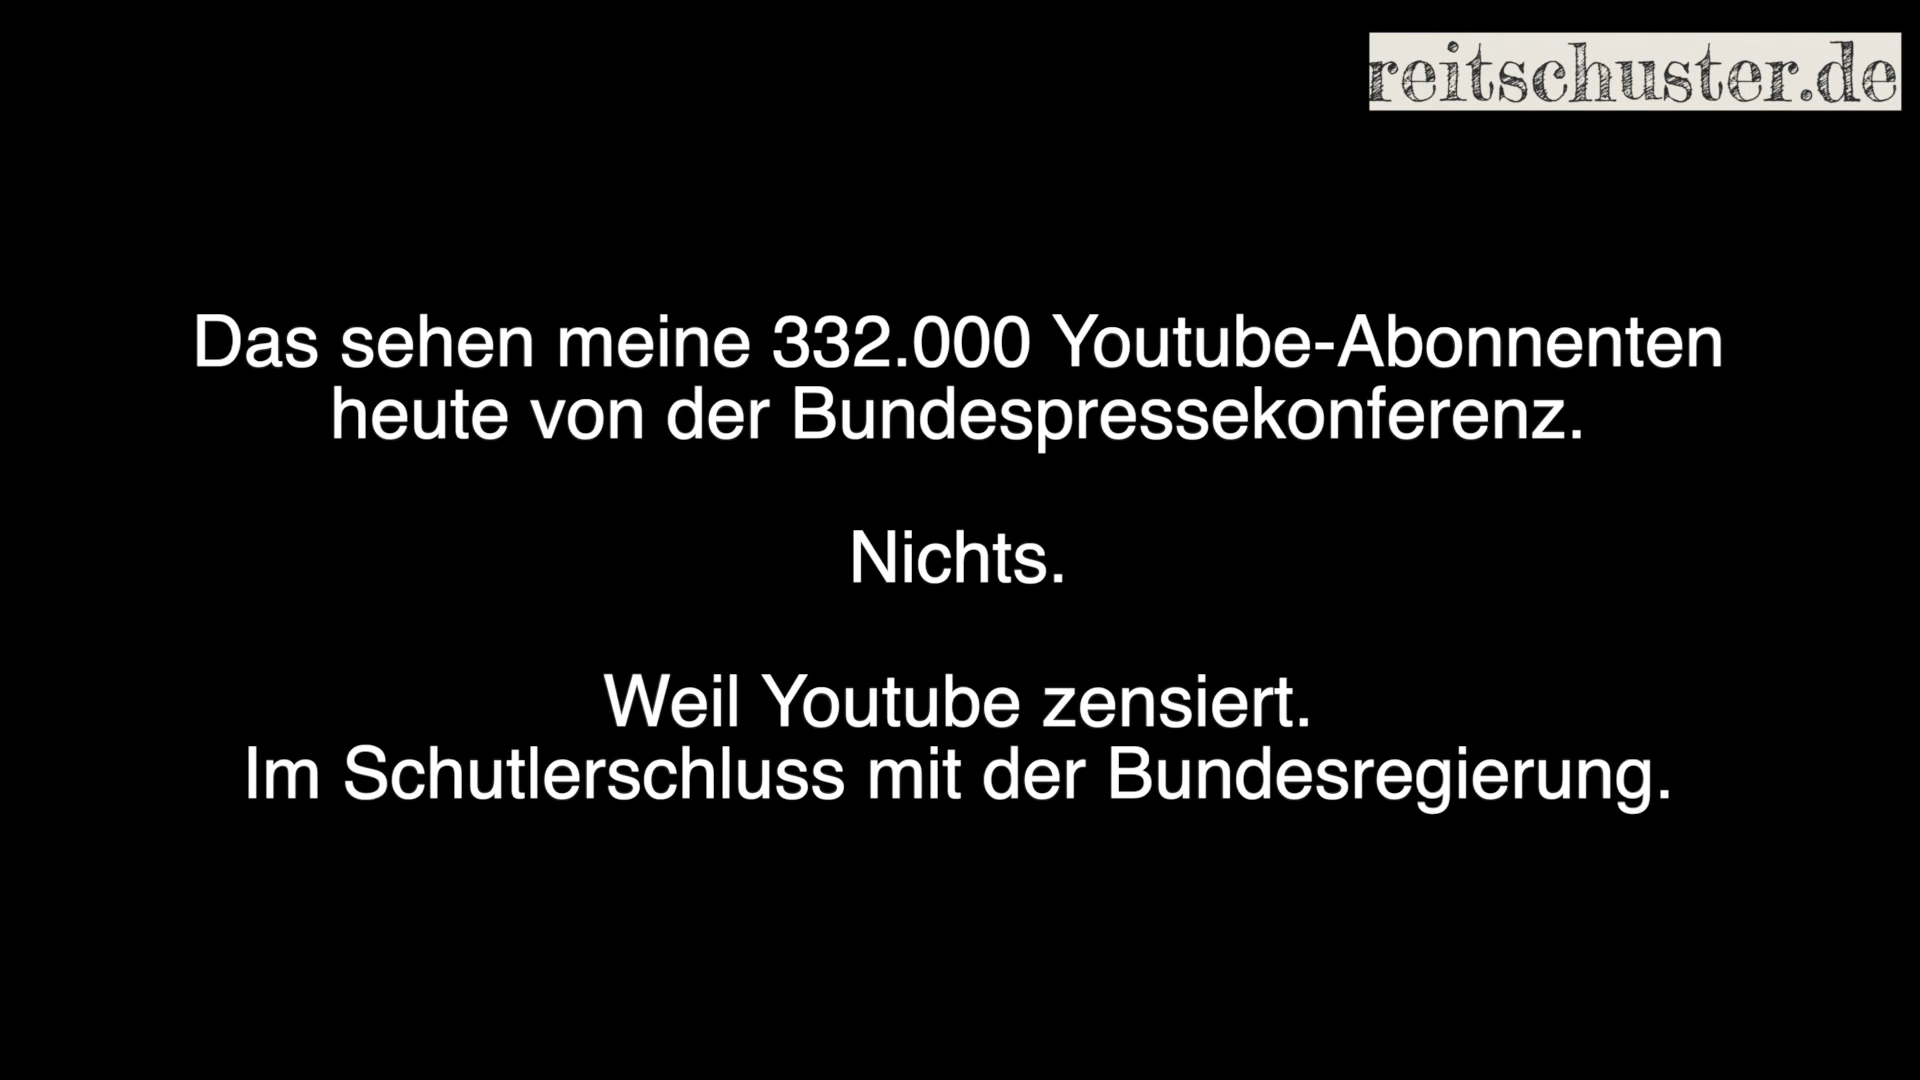 reitschuster.de
Das sehen meine 332.000 Youtube-Abonnenten
heute von der Bundespressekonferenz.
Nichts.
Weil Youtube zensiert.
Im Schutlerschluss mit der Bundesregierung.